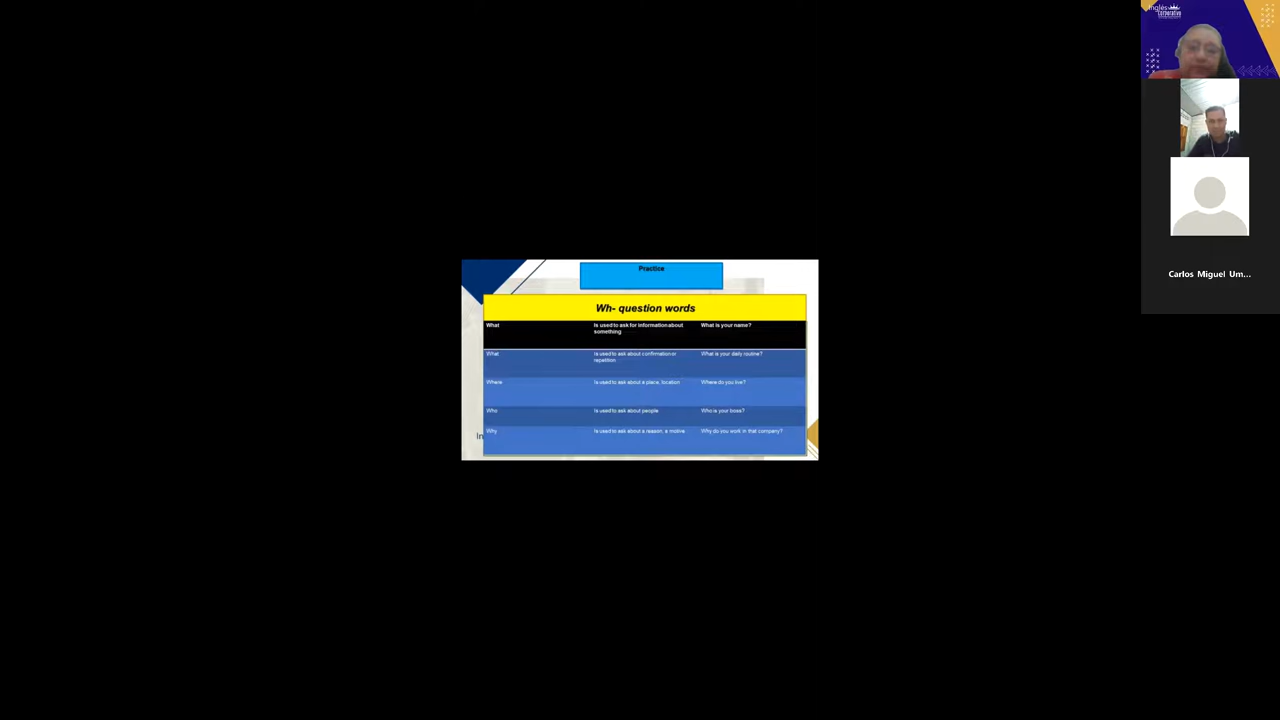 Inglés
Corporativo
Practice
Wh- question words
What Is used to ask for information about something What is your name?
What Is used to ask about confirmation or repetition What is your daily routine?
Where Is used to ask about a place, location Where do you live?
Who Is used to ask about people Who is your boss?
Why Is used to ask about a reason, a motive Why do you work in that company?
In
Carlos Miguel Um...